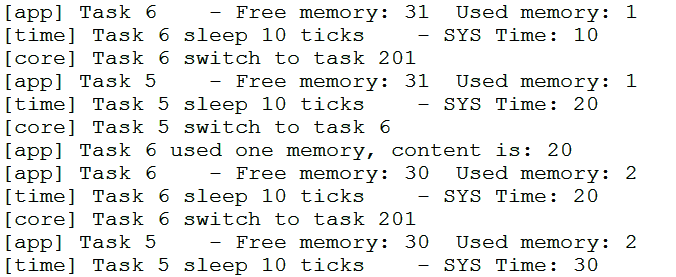 [app] Task 6    - Free memory: 31  Used memory: 1
[time] Task 6 sleep 10 ticks    - SYS Time: 10
[core] Task 6 switch to task 201
[app] Task 5    - Free memory: 31  Used memory: 1
[time] Task 5 sleep 10 ticks    - SYS Time: 20
[core] Task 5 switch to task 6
[app] Task 6 used one memory, content is: 20
[app] Task 6    - Free memory: 30  Used memory: 2
[time] Task 6 sleep 10 ticks    - SYS Time: 20
[core] Task 6 switch to task 201
[app] Task 5    - Free memory: 30  Used memory: 2
[time] Task 5 sleep 10 ticks    - SYS Time: 30